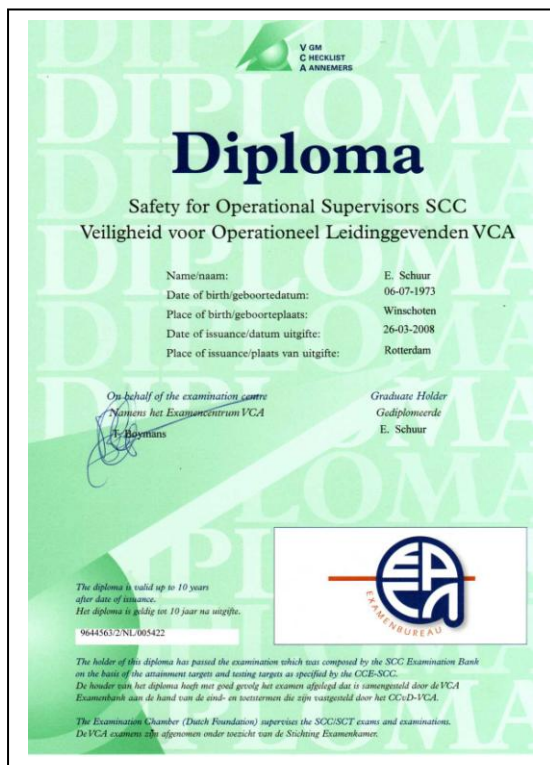 V GM
C HECKLIST
A ANNEMERS
Diploma
Safety for Operational Supervisors SCC
Veiligheid voor Operationeel Leidinggevenden VCA
Name/naam: E. Schuur
Date of birth/geboortedatum: 06-07-1973
Place of birth/geboorteplaats: Winschoten
Date of issuance/datum uitgifte: 26-03-2008
Place of issuance/plaats van uitgifte: Rotterdam
On behalf of the examination centre
Namens het Examencentrum VCA
T. Boymans
Graduate Holder
Gediplomeerde
E. Schuur
EPCA
EXAMENBUREAU
The diploma is valid up to 10 years
after date of issuance.
Het diploma is geldig tot 10 jaar na uitgifte.
9644563/2/NL/005422
The holder of this diploma has passed the examination which was composed by the SCC Examination Bank
on the basis of the attainment targets and testing targets as specified by the CCE-SCC.
De houder van het diploma heeft met goed gevolg het examen afgelegd dat is samengesteld door de VCA
Examenbank aan de hand van de eind- en toetstermen die zijn vastgesteld door het CCvD-VCA.
The Examination Chamber (Dutch Foundation) supervises the SCC/SCT exams and examinations.
De VCA examens zijn afgenomen onder toezicht van de Stichting Examenkamer.